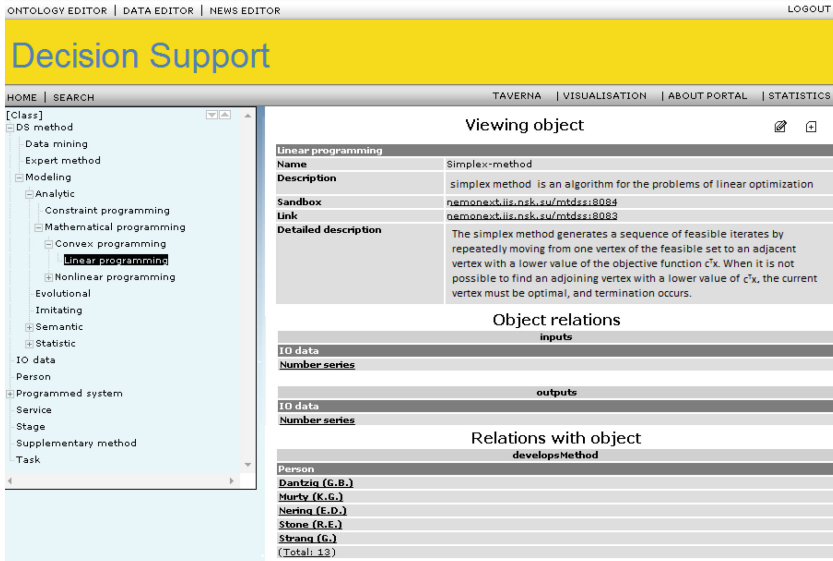 ONTOLOGY EDITOR | DATA EDITOR | NEWS EDITOR
LOGOUT
Decision Support
HOME | SEARCH
TAVERNA | VISUALISATION | ABOUT PORTAL | STATISTICS
[Class]
DS method
Data mining
Expert method
Modeling
Analytic
Constraint programming
Mathematical programming
Convex programming
Linear programming
Nonlinear programming
Evolutional
Imitating
Semantic
Statistic
IO data
Person
Programmed system
Service
Stage
Supplementary method
Task
Viewing object
Linear programming
Name Simplex-method
Description simplex method is an algorithm for the problems of linear optimization
Sandbox nemonext.iis.nsk.su/mtdss:8084
Link nemonext.iis.nsk.su/mtdss:8083
Detailed description The simplex method generates a sequence of feasible iterates by
repeatedly moving from one vertex of the feasible set to an adjacent
vertex with a lower value of the objective function cᵀx. When it is not
possible to find an adjoining vertex with a lower value of cᵀx, the current
vertex must be optimal, and termination occurs.
Object relations
inputs
IO data
Number series
outputs
IO data
Number series
Relations with object
developsMethod
Person
Dantzig (G.B.)
Murty (K.G.)
Nering (E.D.)
Stone (R.E.)
Strang (G.)
(Total: 13)